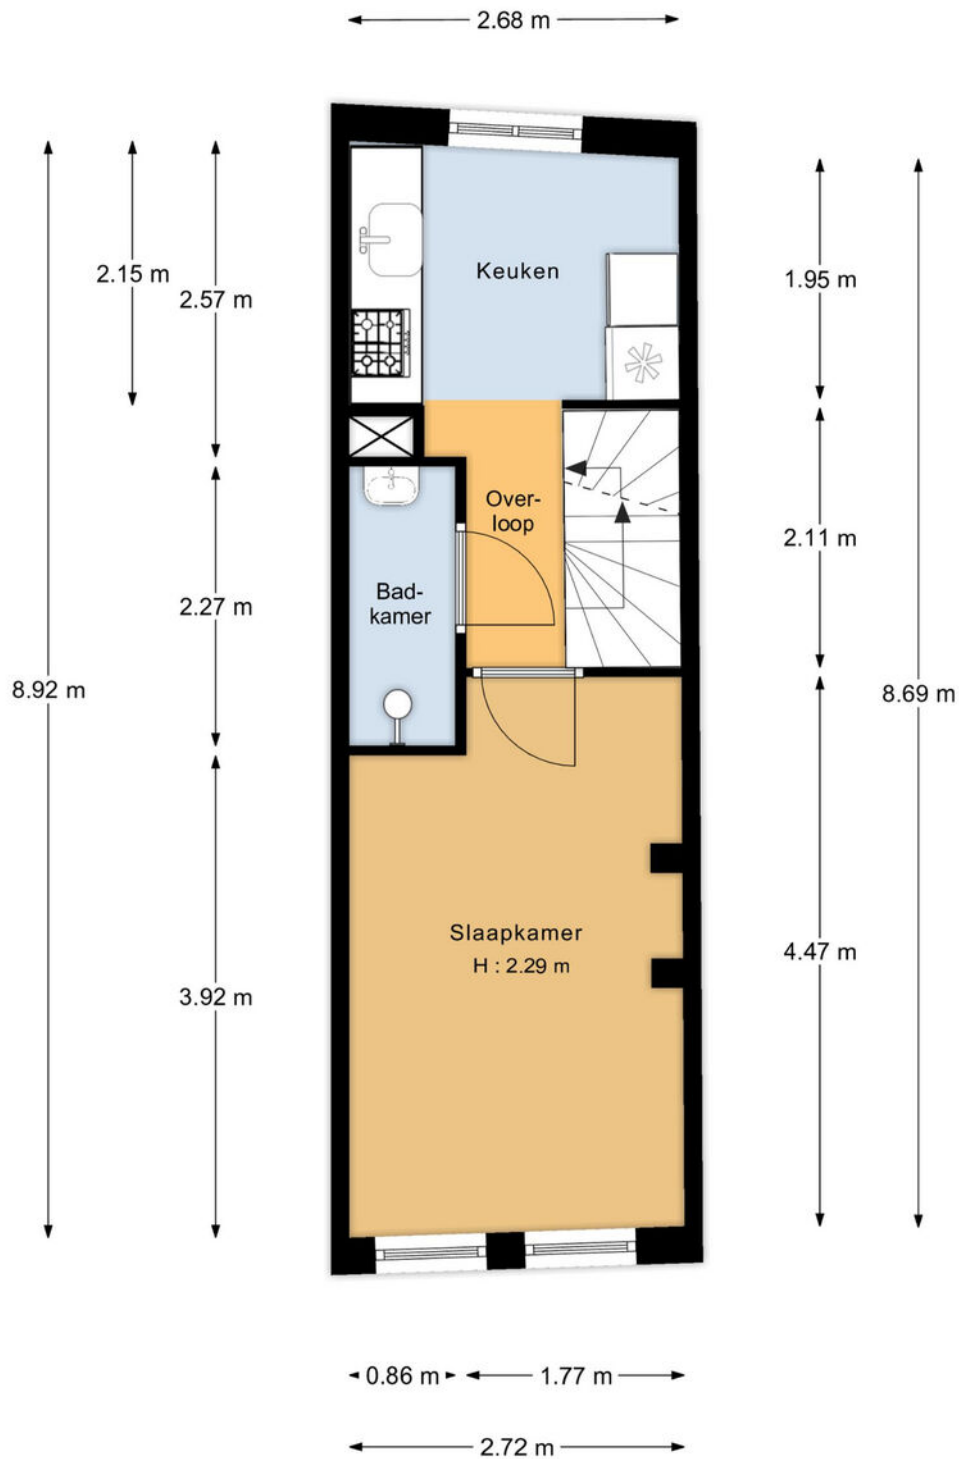 2.68 m
2.15 m
2.57 m
Keuken
1.95 m
Over-
loop
2.11 m
Bad-
kamer
2.27 m
8.92 m
8.69 m
Slaapkamer
H : 2.29 m
4.47 m
3.92 m
0.86 m
1.77 m
2.72 m